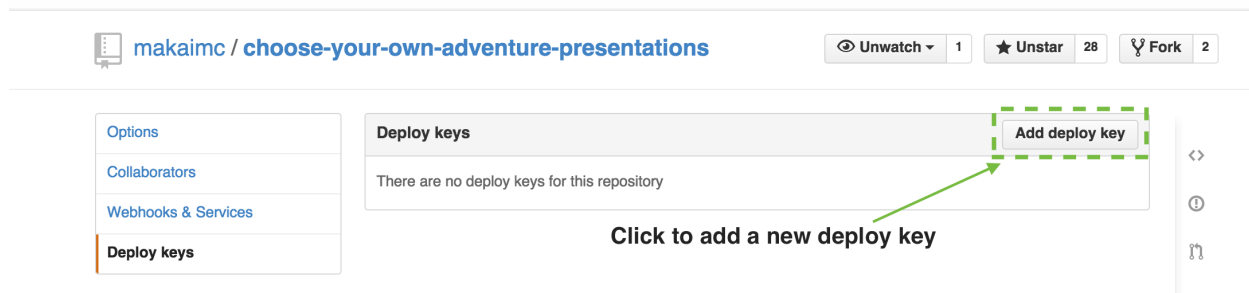 makaimc / choose-your-own-adventure-presentations
Unwatch 1 Unstar 28 Fork 2
Options
Collaborators
Webhooks & Services
Deploy keys
Deploy keys
Add deploy key
There are no deploy keys for this repository
Click to add a new deploy key